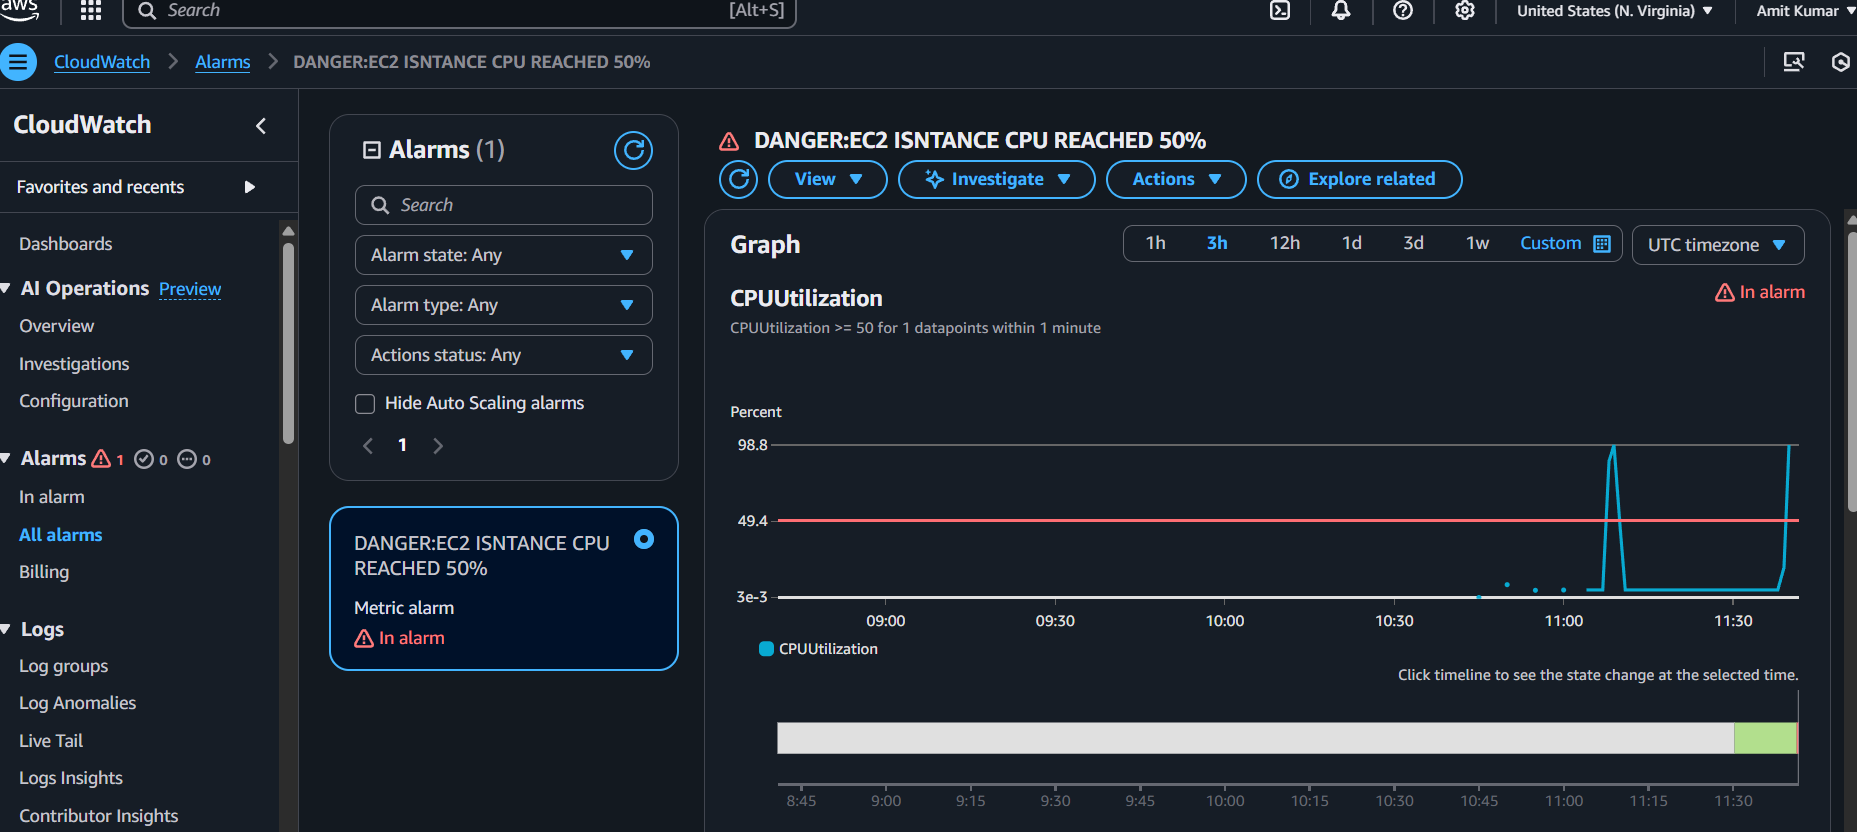 aws
Search
[Alt+S]
United States (N. Virginia)
Amit Kumar
CloudWatch
Alarms
DANGER:EC2 ISNTANCE CPU REACHED 50%
CloudWatch
Favorites and recents
Dashboards
AI Operations Preview
Overview
Investigations
Configuration
Alarms 1 0 0
In alarm
All alarms
Billing
Logs
Log groups
Log Anomalies
Live Tail
Logs Insights
Contributor Insights
Alarms (1)
Search
Alarm state: Any
Alarm type: Any
Actions status: Any
Hide Auto Scaling alarms
1
DANGER:EC2 ISNTANCE CPU
REACHED 50%
Metric alarm
In alarm
DANGER:EC2 ISNTANCE CPU REACHED 50%
View
Investigate
Actions
Explore related
Graph
1h 3h 12h 1d 3d 1w Custom
UTC timezone
CPUUtilization
In alarm
CPUUtilization >= 50 for 1 datapoints within 1 minute
Percent
98.8
49.4
3e-3
09:00 09:30 10:00 10:30 11:00 11:30
CPUUtilization
Click timeline to see the state change at the selected time.
8:45 9:00 9:15 9:30 9:45 10:00 10:15 10:30 10:45 11:00 11:15 11:30